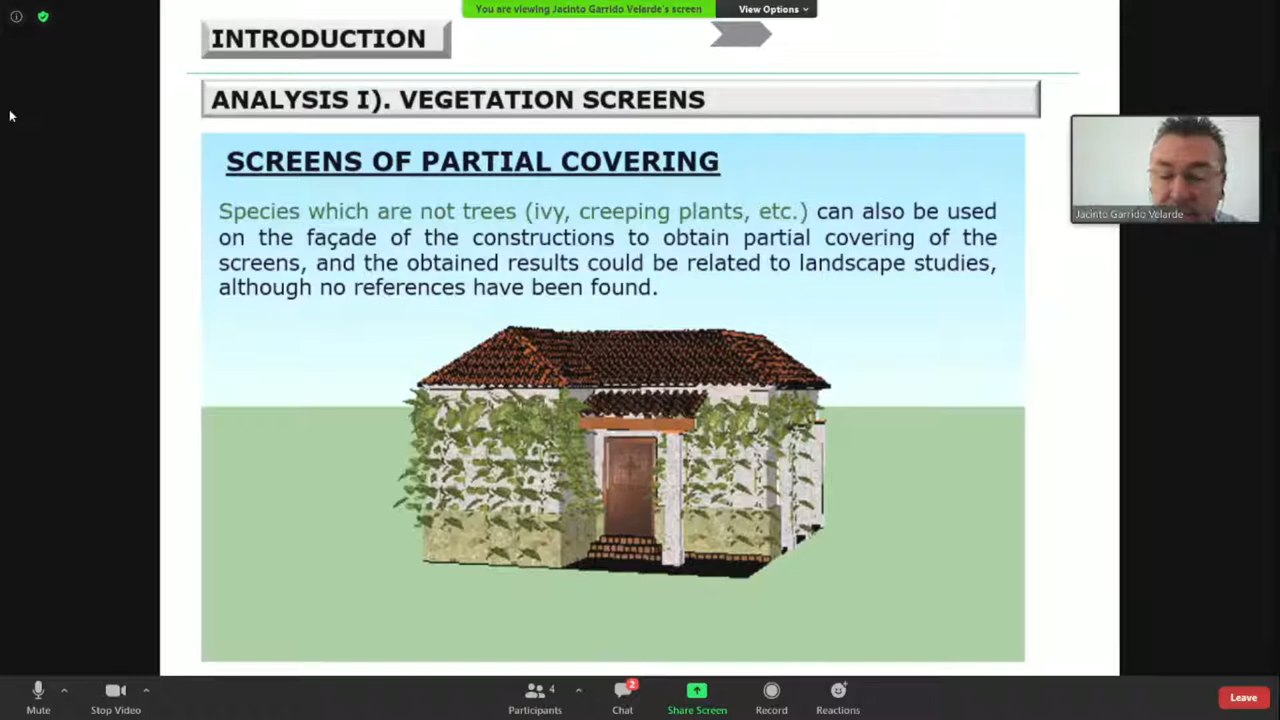 You are viewing Jacinto Garrido Velarde's screen
View Options
INTRODUCTION
ANALYSIS I). VEGETATION SCREENS
SCREENS OF PARTIAL COVERING
Species which are not trees (ivy, creeping plants, etc.) can also be used
on the façade of the constructions to obtain partial covering of the
screens, and the obtained results could be related to landscape studies,
although no references have been found.
Jacinto Garrido Velarde
Mute
Stop Video
4
Participants
2
Chat
Share Screen
Record
Reactions
Leave